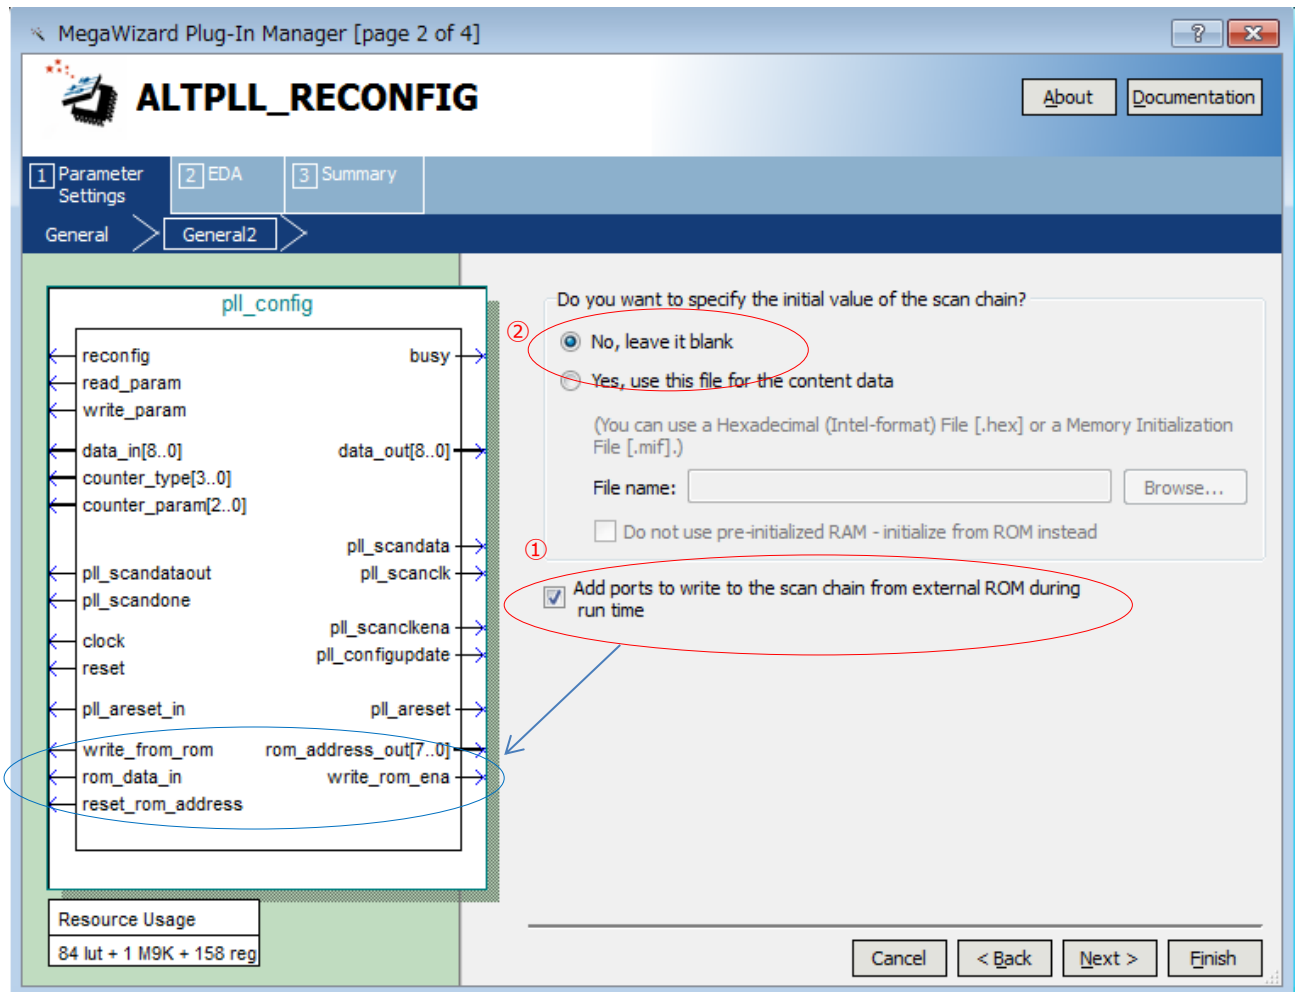 MegaWizard Plug-In Manager [page 2 of 4]
?
ALTPLL_RECONFIG
About
Documentation
1 Parameter Settings
2 EDA
3 Summary
General
General2
pll_config
reconfig
busy
read_param
write_param
data_in[8..0]
data_out[8..0]
counter_type[3..0]
counter_param[2..0]
pll_scandata
pll_scandataout
pll_scanclk
pll_scandone
pll_scanclkena
clock
pll_configupdate
reset
pll_areset_in
pll_areset
write_from_rom
rom_address_out[7..0]
rom_data_in
write_rom_ena
reset_rom_address
Resource Usage
84 lut + 1 M9K + 158 reg
Do you want to specify the initial value of the scan chain?
②
No, leave it blank
Yes, use this file for the content data
(You can use a Hexadecimal (Intel-format) File [.hex] or a Memory Initialization
File [.mif].)
File name:
Browse...
Do not use pre-initialized RAM - initialize from ROM instead
①
Add ports to write to the scan chain from external ROM during
run time
Cancel
< Back
Next >
Finish